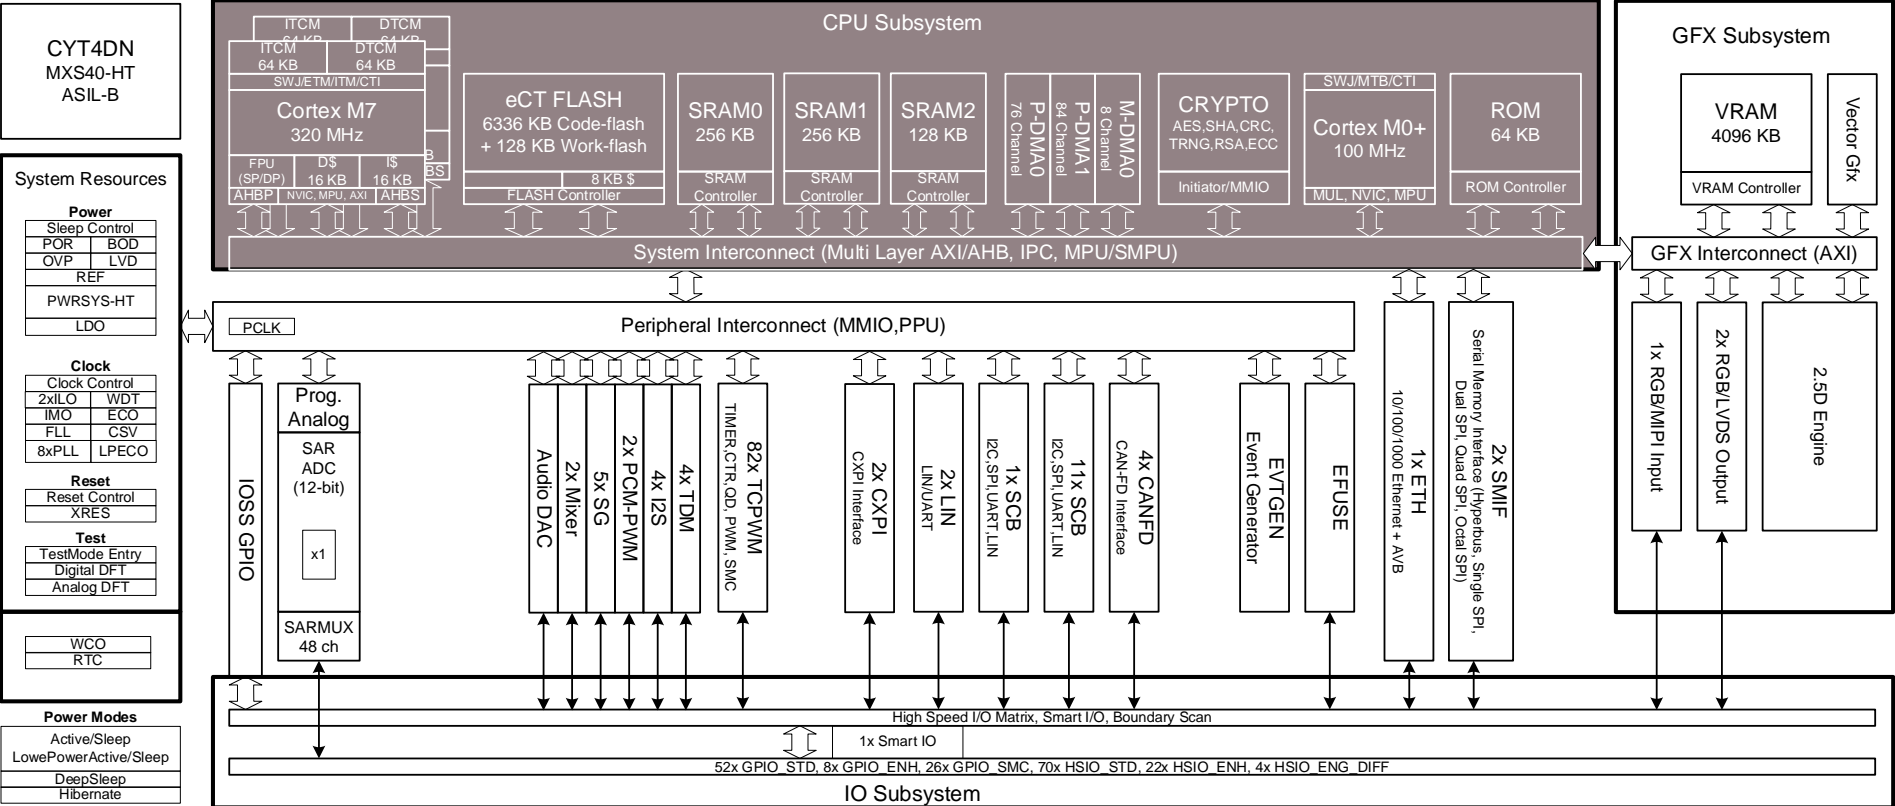 CYT4DN
MXS40-HT
ASIL-B
System Resources
Power
Sleep Control
POR
BOD
OVP
LVD
REF
PWRSYS-HT
LDO
Clock
Clock Control
2xILO
WDT
IMO
ECO
FLL
CSV
8xPLL
LPECO
Reset
Reset Control
XRES
Test
TestMode Entry
Digital DFT
Analog DFT
WCO
RTC
Power Modes
Active/Sleep
LowePowerActive/Sleep
DeepSleep
Hibernate
CPU Subsystem
ITCM
64 KB
DTCM
64 KB
ITCM
64 KB
DTCM
64 KB
SWJ/ETM/ITM/CTI
Cortex M7
320 MHz
FPU
(SP/DP)
D$
16 KB
I$
16 KB
B
BS
AHBP
NVIC, MPU, AXI
AHBS
eCT FLASH
6336 KB Code-flash
+ 128 KB Work-flash
8 KB $
FLASH Controller
SRAM0
256 KB
SRAM
Controller
SRAM1
256 KB
SRAM
Controller
SRAM2
128 KB
SRAM
Controller
P-DMA0
76 Channel
P-DMA1
84 Channel
M-DMA0
8 Channel
CRYPTO
AES,SHA,CRC,
TRNG,RSA,ECC
Initiator/MMIO
SWJ/MTB/CTI
Cortex M0+
100 MHz
MUL, NVIC, MPU
ROM
64 KB
ROM Controller
System Interconnect (Multi Layer AXI/AHB, IPC, MPU/SMPU)
GFX Subsystem
VRAM
4096 KB
VRAM Controller
Vector Gfx
GFX Interconnect (AXI)
1x RGB/MIPI Input
2x RGB/LVDS Output
2.5D Engine
PCLK
Peripheral Interconnect (MMIO,PPU)
IOSS GPIO
Prog.
Analog
SAR
ADC
(12-bit)
x1
SARMUX
48 ch
Audio DAC
2x Mixer
5x SG
2x PCM-PWM
4x I2S
4x TDM
82x TCPWM
TIMER,CTR,QD, PWM, SMC
2x CXPI
CXPI Interface
2x LIN
LIN/UART
1x SCB
I2C,SPI,UART,LIN
11x SCB
I2C,SPI,UART,LIN
4x CANFD
CAN-FD Interface
EVTGEN
Event Generator
EFUSE
1x ETH
10/100/1000 Ethernet + AVB
2x SMIF
Serial Memory Interface (Hyperbus, Single SPI,
Dual SPI, Quad SPI, Octal SPI)
High Speed I/O Matrix, Smart I/O, Boundary Scan
1x Smart IO
52x GPIO_STD, 8x GPIO_ENH, 26x GPIO_SMC, 70x HSIO_STD, 22x HSIO_ENH, 4x HSIO_ENG_DIFF
IO Subsystem